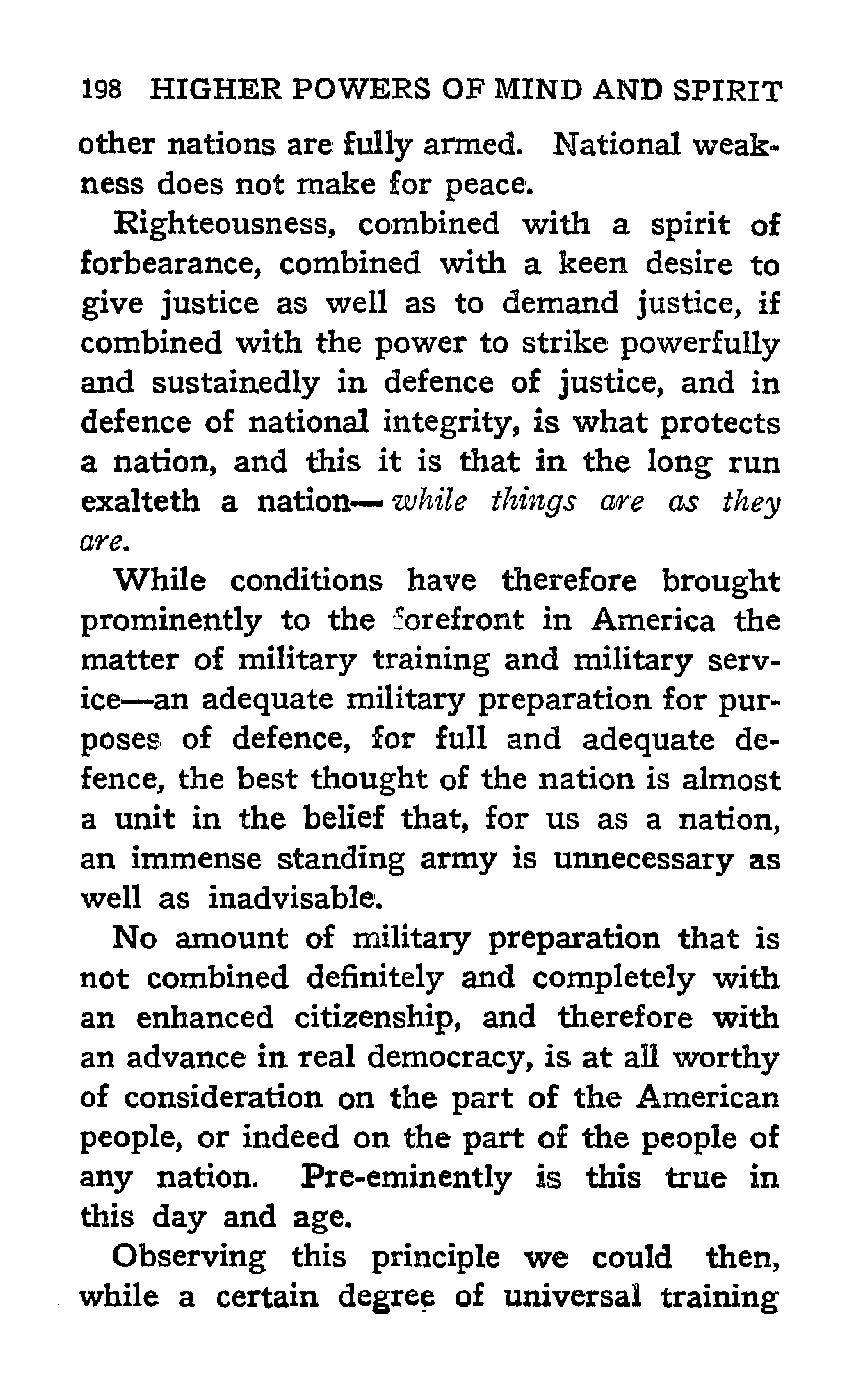 198 HIGHER POWERS OF MIND AND SPIRIT
other nations are fully armed. National weak-
ness does not make for peace.
Righteousness, combined with a spirit of
forbearance, combined with a keen desire to
give justice as well as to demand justice, if
combined with the power to strike powerfully
and sustainedly in defence of justice, and in
defence of national integrity, is what protects
a nation, and this it is that in the long run
exalteth a nation—while things are as they
are.
While conditions have therefore brought
prominently to the forefront in America the
matter of military training and military serv-
ice—an adequate military preparation for pur-
poses of defence, for full and adequate de-
fence, the best thought of the nation is almost
a unit in the belief that, for us as a nation,
an immense standing army is unnecessary as
well as inadvisable.
No amount of military preparation that is
not combined definitely and completely with
an enhanced citizenship, and therefore with
an advance in real democracy, is at all worthy
of consideration on the part of the American
people, or indeed on the part of the people of
any nation. Pre-eminently is this true in
this day and age.
Observing this principle we could then,
while a certain degree of universal training